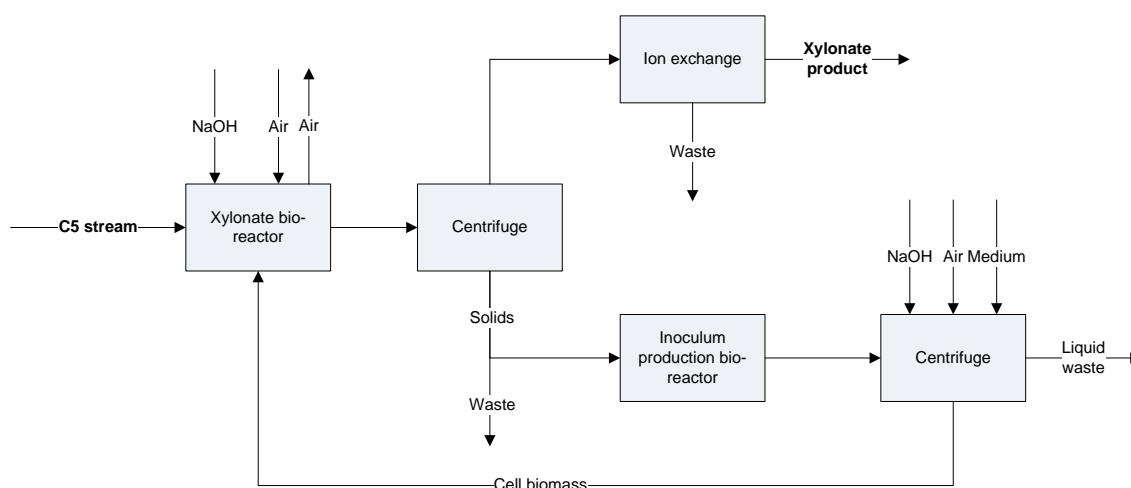 Ion exchange
Xylonate
product
NaOH
Air
Air
Waste
C5 stream
Xylonate bio-
reactor
Centrifuge
NaOH
Air
Medium
Solids
Inoculum
production bio-
reactor
Centrifuge
Liquid
waste
Waste
Cell biomass